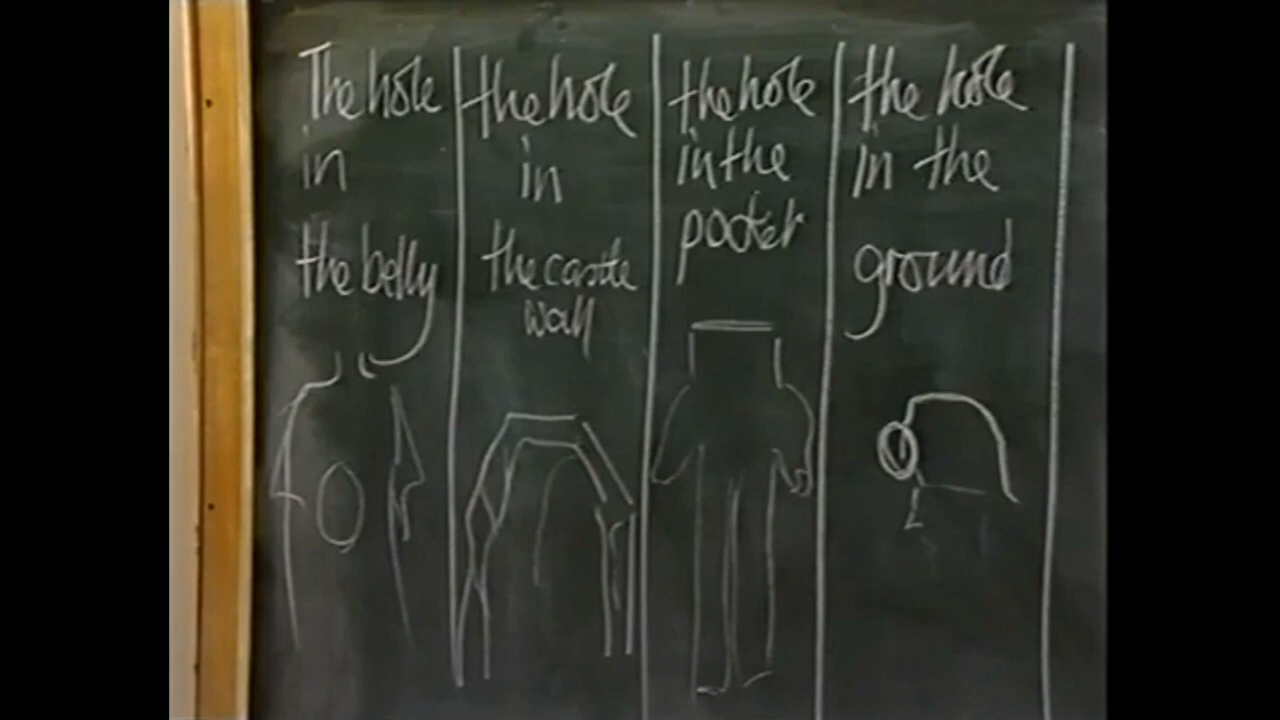 The hole
in
the belly
the hole
in
the castle
wall
the hole
in the
pocket
the hole
in the
ground